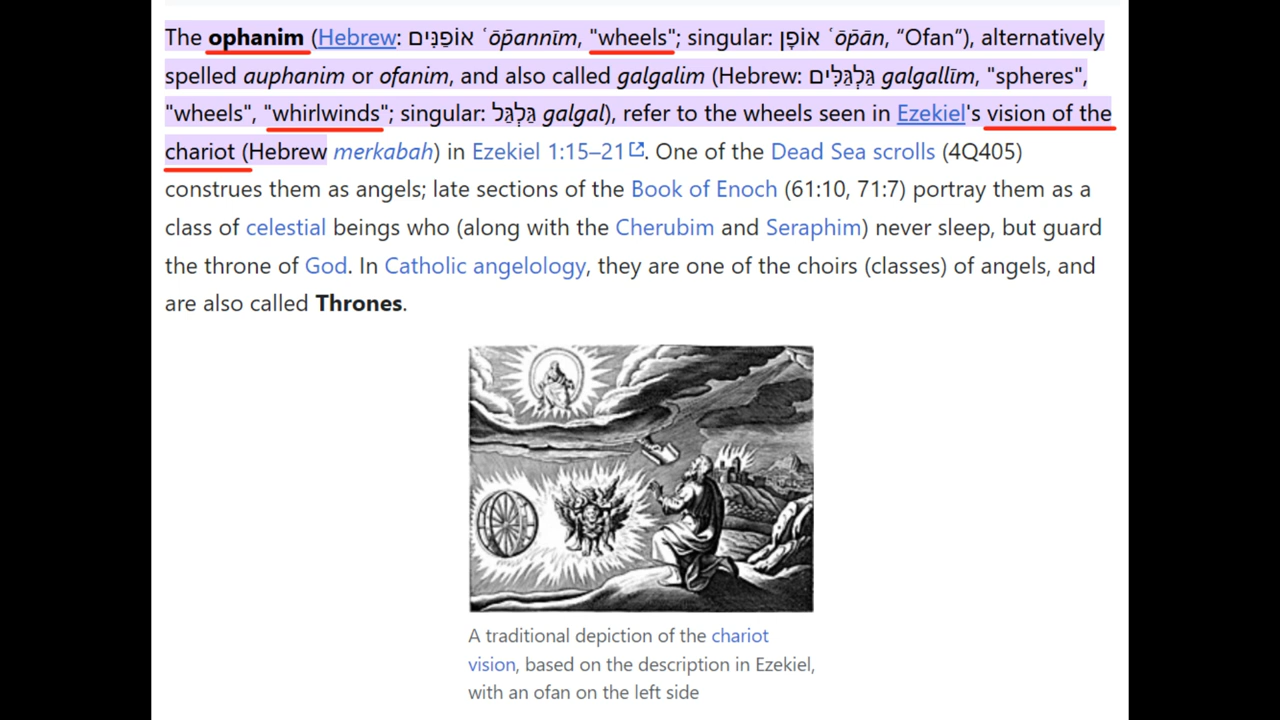 The ophanim (Hebrew: אוֹפַנִּים ʿōp̄annīm, "wheels"; singular: אוֹפָן ʿōp̄ān, “Ofan”), alternatively
spelled auphanim or ofanim, and also called galgalim (Hebrew: גַּלְגַּלִּים galgallīm, "spheres",
"wheels", "whirlwinds"; singular: גַּלְגַּל galgal), refer to the wheels seen in Ezekiel's vision of the
chariot (Hebrew merkabah) in Ezekiel 1:15–21. One of the Dead Sea scrolls (4Q405)
construes them as angels; late sections of the Book of Enoch (61:10, 71:7) portray them as a
class of celestial beings who (along with the Cherubim and Seraphim) never sleep, but guard
the throne of God. In Catholic angelology, they are one of the choirs (classes) of angels, and
are also called Thrones.
A traditional depiction of the chariot
vision, based on the description in Ezekiel,
with an ofan on the left side